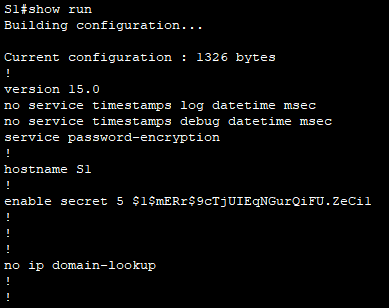 S1#show run
Building configuration...
Current configuration : 1326 bytes
!
version 15.0
no service timestamps log datetime msec
no service timestamps debug datetime msec
service password-encryption
!
hostname S1
!
enable secret 5 $1$mERr$9cTjUIEqNGurQiFU.ZeCi1
!
!
!
no ip domain-lookup
!
!